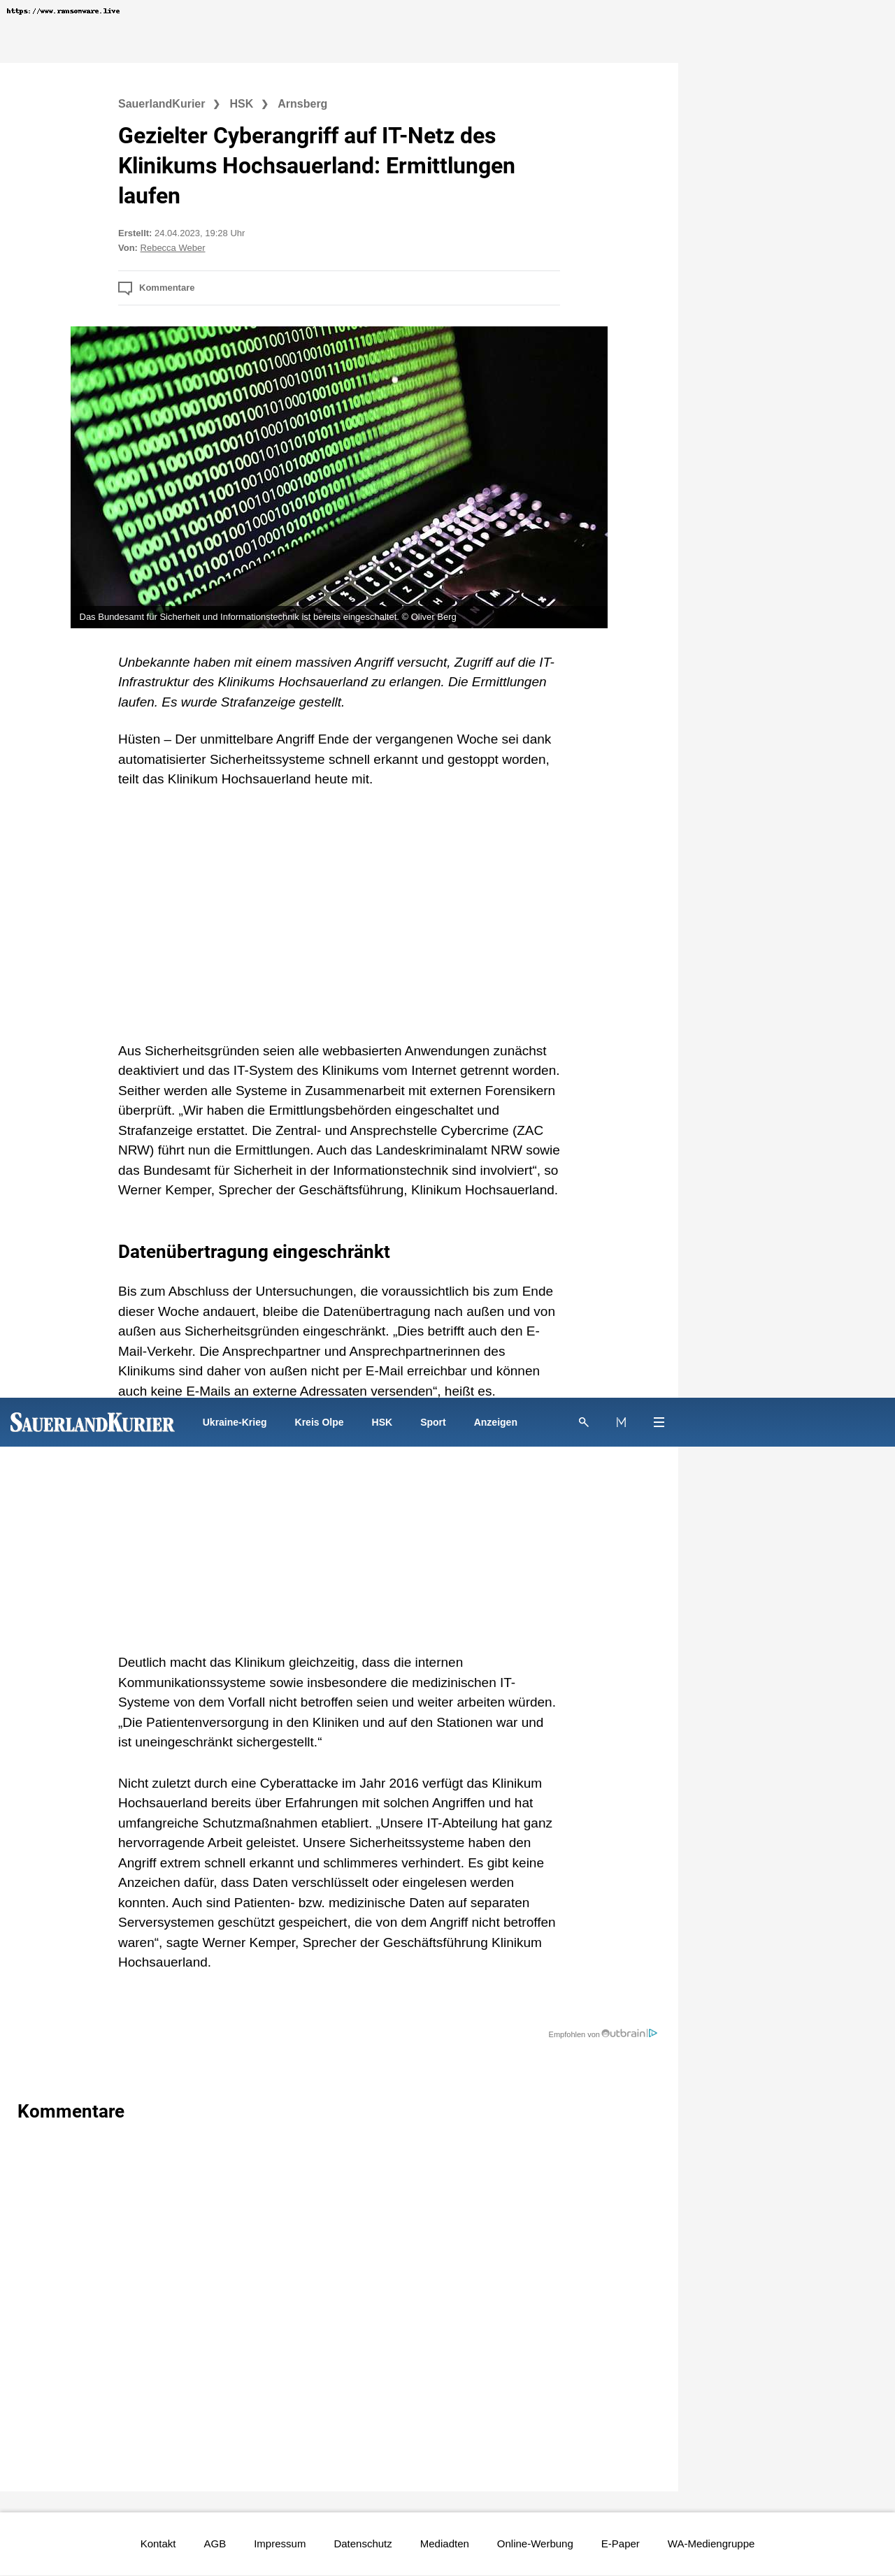 https://www.ransomware.live
SauerlandKurier ❯ HSK ❯ Arnsberg
Gezielter Cyberangriff auf IT-Netz des
Klinikums Hochsauerland: Ermittlungen
laufen
Erstellt: 24.04.2023, 19:28 Uhr
Von: Rebecca Weber
Kommentare
Das Bundesamt für Sicherheit und Informationstechnik ist bereits eingeschaltet. © Oliver Berg
Unbekannte haben mit einem massiven Angriff versucht, Zugriff auf die IT-
Infrastruktur des Klinikums Hochsauerland zu erlangen. Die Ermittlungen
laufen. Es wurde Strafanzeige gestellt.
Hüsten – Der unmittelbare Angriff Ende der vergangenen Woche sei dank
automatisierter Sicherheitssysteme schnell erkannt und gestoppt worden,
teilt das Klinikum Hochsauerland heute mit.
Aus Sicherheitsgründen seien alle webbasierten Anwendungen zunächst
deaktiviert und das IT-System des Klinikums vom Internet getrennt worden.
Seither werden alle Systeme in Zusammenarbeit mit externen Forensikern
überprüft. „Wir haben die Ermittlungsbehörden eingeschaltet und
Strafanzeige erstattet. Die Zentral- und Ansprechstelle Cybercrime (ZAC
NRW) führt nun die Ermittlungen. Auch das Landeskriminalamt NRW sowie
das Bundesamt für Sicherheit in der Informationstechnik sind involviert“, so
Werner Kemper, Sprecher der Geschäftsführung, Klinikum Hochsauerland.
Datenübertragung eingeschränkt
Bis zum Abschluss der Untersuchungen, die voraussichtlich bis zum Ende
dieser Woche andauert, bleibe die Datenübertragung nach außen und von
außen aus Sicherheitsgründen eingeschränkt. „Dies betrifft auch den E-
Mail-Verkehr. Die Ansprechpartner und Ansprechpartnerinnen des
Klinikums sind daher von außen nicht per E-Mail erreichbar und können
auch keine E-Mails an externe Adressaten versenden“, heißt es.
SAUERLANDKURIER Ukraine-Krieg Kreis Olpe HSK Sport Anzeigen M
Deutlich macht das Klinikum gleichzeitig, dass die internen
Kommunikationssysteme sowie insbesondere die medizinischen IT-
Systeme von dem Vorfall nicht betroffen seien und weiter arbeiten würden.
„Die Patientenversorgung in den Kliniken und auf den Stationen war und
ist uneingeschränkt sichergestellt.“
Nicht zuletzt durch eine Cyberattacke im Jahr 2016 verfügt das Klinikum
Hochsauerland bereits über Erfahrungen mit solchen Angriffen und hat
umfangreiche Schutzmaßnahmen etabliert. „Unsere IT-Abteilung hat ganz
hervorragende Arbeit geleistet. Unsere Sicherheitssysteme haben den
Angriff extrem schnell erkannt und schlimmeres verhindert. Es gibt keine
Anzeichen dafür, dass Daten verschlüsselt oder eingelesen werden
konnten. Auch sind Patienten- bzw. medizinische Daten auf separaten
Serversystemen geschützt gespeichert, die von dem Angriff nicht betroffen
waren“, sagte Werner Kemper, Sprecher der Geschäftsführung Klinikum
Hochsauerland.
Empfohlen von Outbrain
Kommentare
Kontakt AGB Impressum Datenschutz Mediadten Online-Werbung E-Paper WA-Mediengruppe